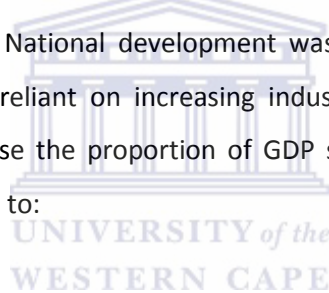 National development was
reliant on increasing indus
se the proportion of GDP s
to:
UNIVERSITY of the
WESTERN CAPE